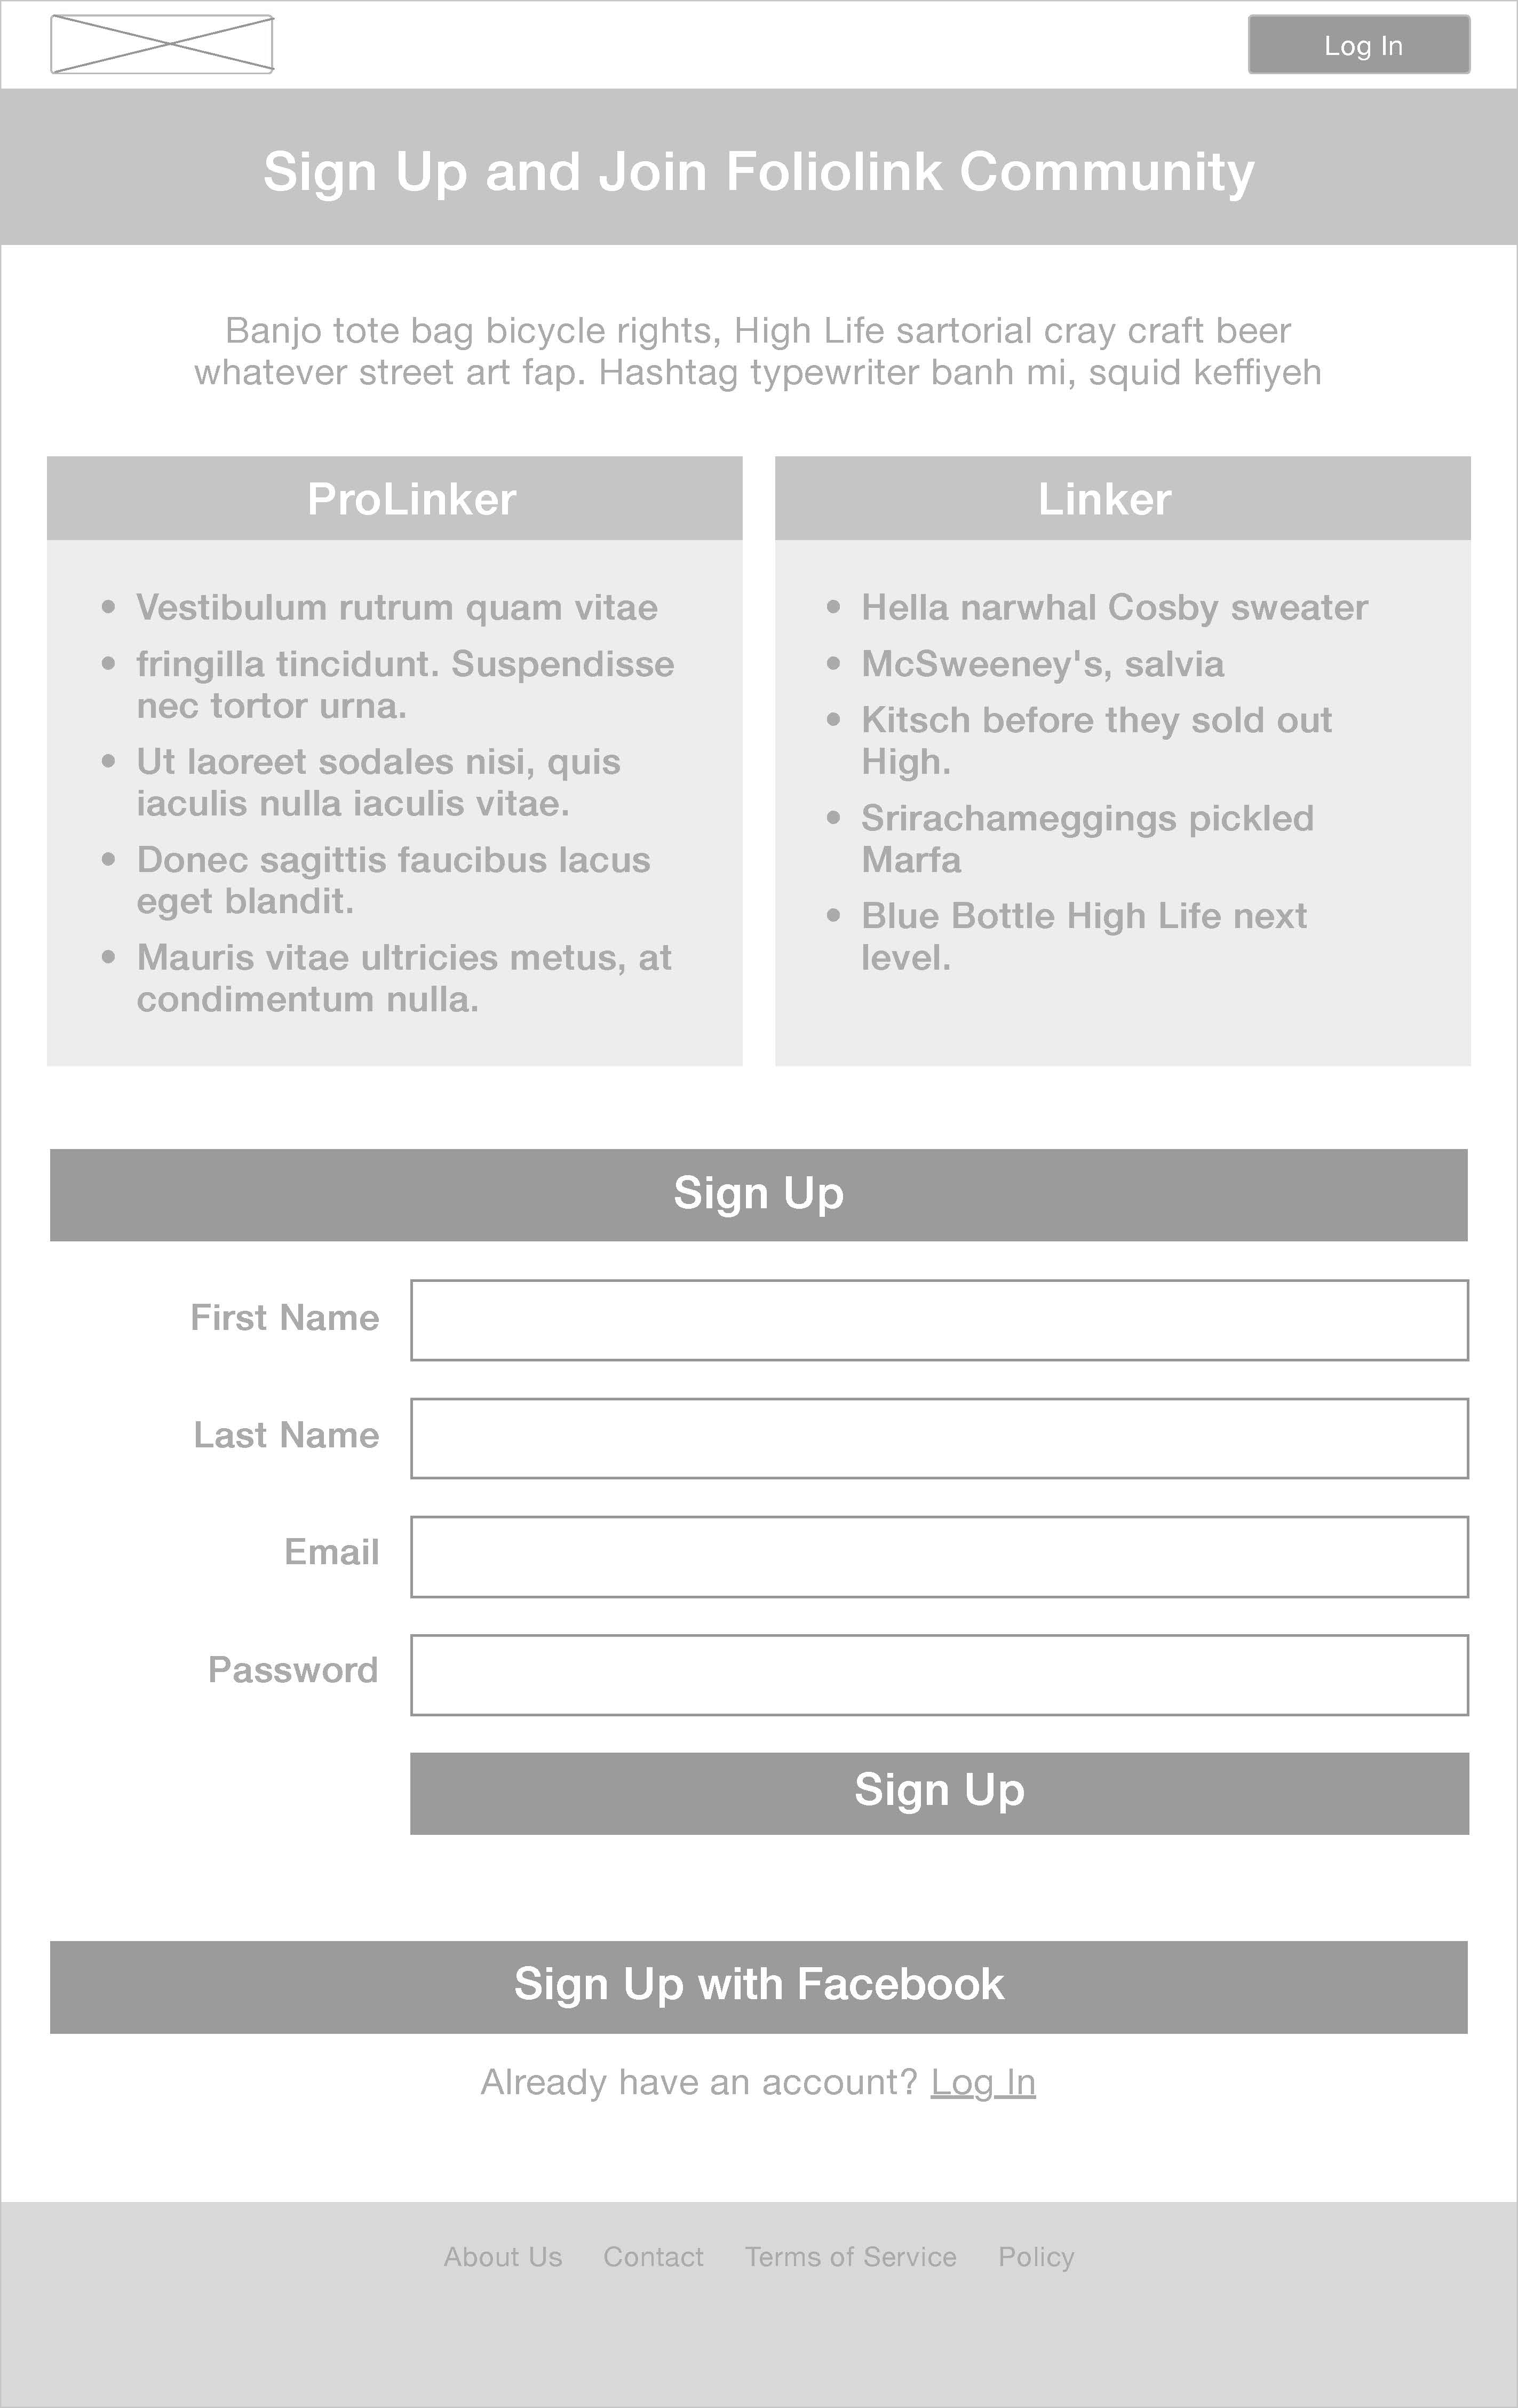 Log In
Sign Up and Join Foliolink Community
Banjo tote bag bicycle rights, High Life sartorial cray craft beer
whatever street art fap. Hashtag typewriter banh mi, squid keffiyeh
ProLinker
• Vestibulum rutrum quam vitae
• fringilla tincidunt. Suspendisse
nec tortor urna.
• Ut laoreet sodales nisi, quis
iaculis nulla iaculis vitae.
• Donec sagittis faucibus lacus
eget blandit.
• Mauris vitae ultricies metus, at
condimentum nulla.
Linker
• Hella narwhal Cosby sweater
• McSweeney's, salvia
• Kitsch before they sold out
High.
• Srirachameggings pickled
Marfa
• Blue Bottle High Life next
level.
Sign Up
First Name
Last Name
Email
Password
Sign Up
Sign Up with Facebook
Already have an account? Log In
About Us Contact Terms of Service Policy